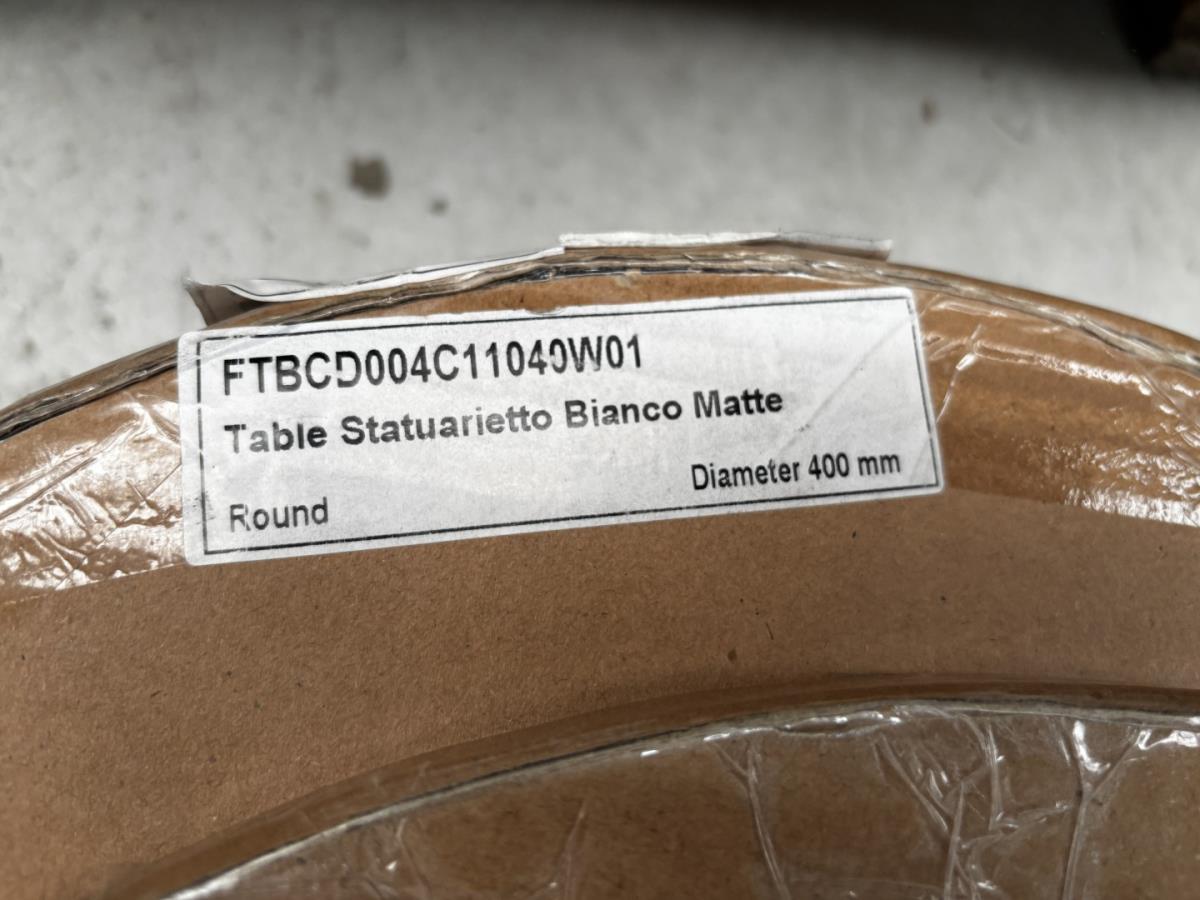 FTBCD004C11040W01
Table Statuarietto Bianco Matte
Diameter 400 mm
Round